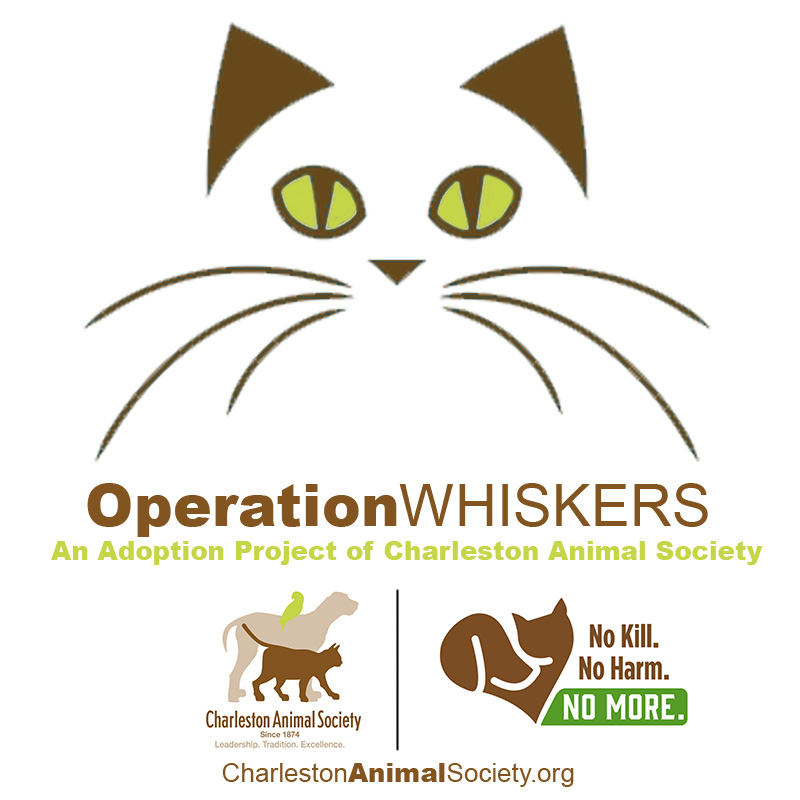 OperationWHISKERS
An Adoption Project of Charleston Animal Society
Charleston Animal Society
Since 1874
Leadership. Tradition. Excellence.
No Kill.
No Harm.
NO MORE.
CharlestonAnimalSociety.org